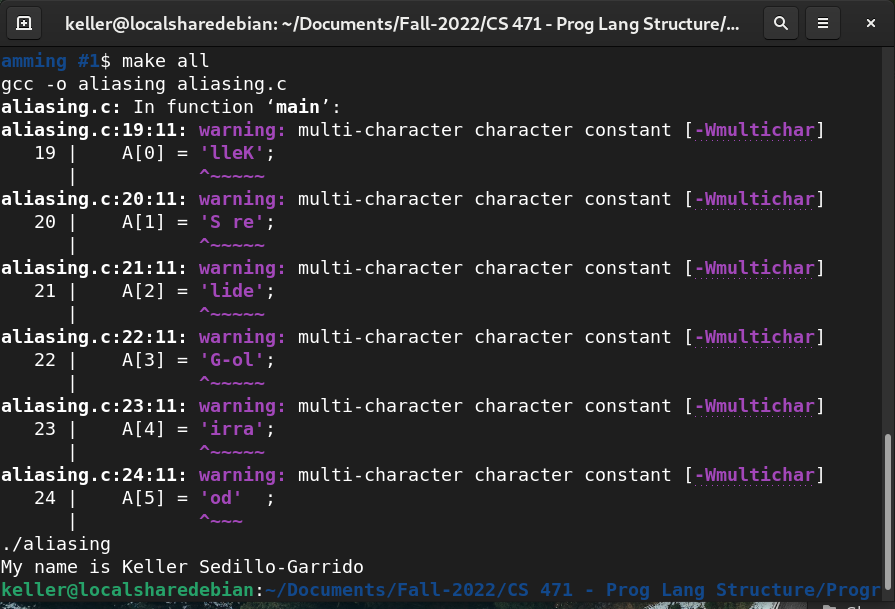 keller@localsharedebian: ~/Documents/Fall-2022/CS 471 - Prog Lang Structure/...
amming #1$ make all
gcc -o aliasing aliasing.c
aliasing.c: In function ‘main’:
aliasing.c:19:11: warning: multi-character character constant [-Wmultichar]
   19 |    A[0] = 'lleK';
      |           ^~~~~~
aliasing.c:20:11: warning: multi-character character constant [-Wmultichar]
   20 |    A[1] = 'S re';
      |           ^~~~~~
aliasing.c:21:11: warning: multi-character character constant [-Wmultichar]
   21 |    A[2] = 'lide';
      |           ^~~~~~
aliasing.c:22:11: warning: multi-character character constant [-Wmultichar]
   22 |    A[3] = 'G-ol';
      |           ^~~~~~
aliasing.c:23:11: warning: multi-character character constant [-Wmultichar]
   23 |    A[4] = 'irra';
      |           ^~~~~~
aliasing.c:24:11: warning: multi-character character constant [-Wmultichar]
   24 |    A[5] = 'od'  ;
      |           ^~~~
./aliasing
My name is Keller Sedillo-Garrido
keller@localsharedebian:~/Documents/Fall-2022/CS 471 - Prog Lang Structure/Progr